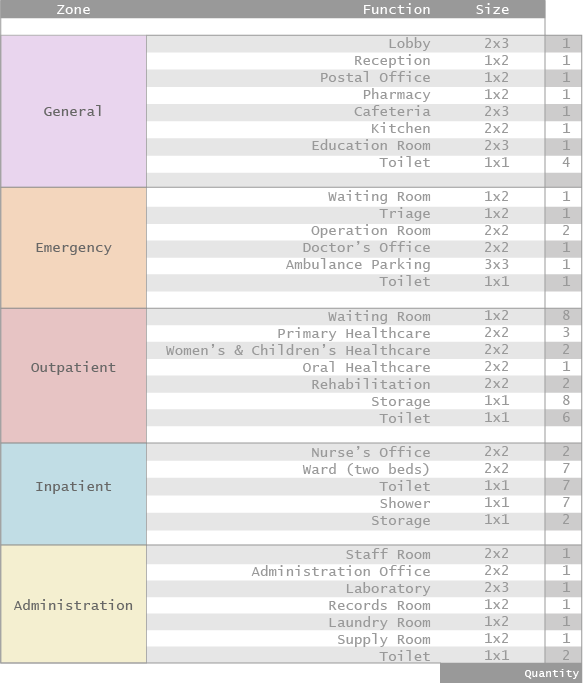 Zone Function Size
General
Lobby 2x3 1
Reception 1x2 1
Postal Office 1x2 1
Pharmacy 1x2 1
Cafeteria 2x3 1
Kitchen 2x2 1
Education Room 2x3 1
Toilet 1x1 4
Emergency
Waiting Room 1x2 1
Triage 1x2 1
Operation Room 2x2 2
Doctor's Office 2x2 1
Ambulance Parking 3x3 1
Toilet 1x1 1
Outpatient
Waiting Room 1x2 8
Primary Healthcare 2x2 3
Women's & Children's Healthcare 2x2 2
Oral Healthcare 2x2 1
Rehabilitation 2x2 2
Storage 1x1 8
Toilet 1x1 6
Inpatient
Nurse's Office 2x2 2
Ward (two beds) 2x2 7
Toilet 1x1 7
Shower 1x1 7
Storage 1x1 2
Administration
Staff Room 2x2 1
Administration Office 2x2 1
Laboratory 2x3 1
Records Room 1x2 1
Laundry Room 1x2 1
Supply Room 1x2 1
Toilet 1x1 2
Quantity